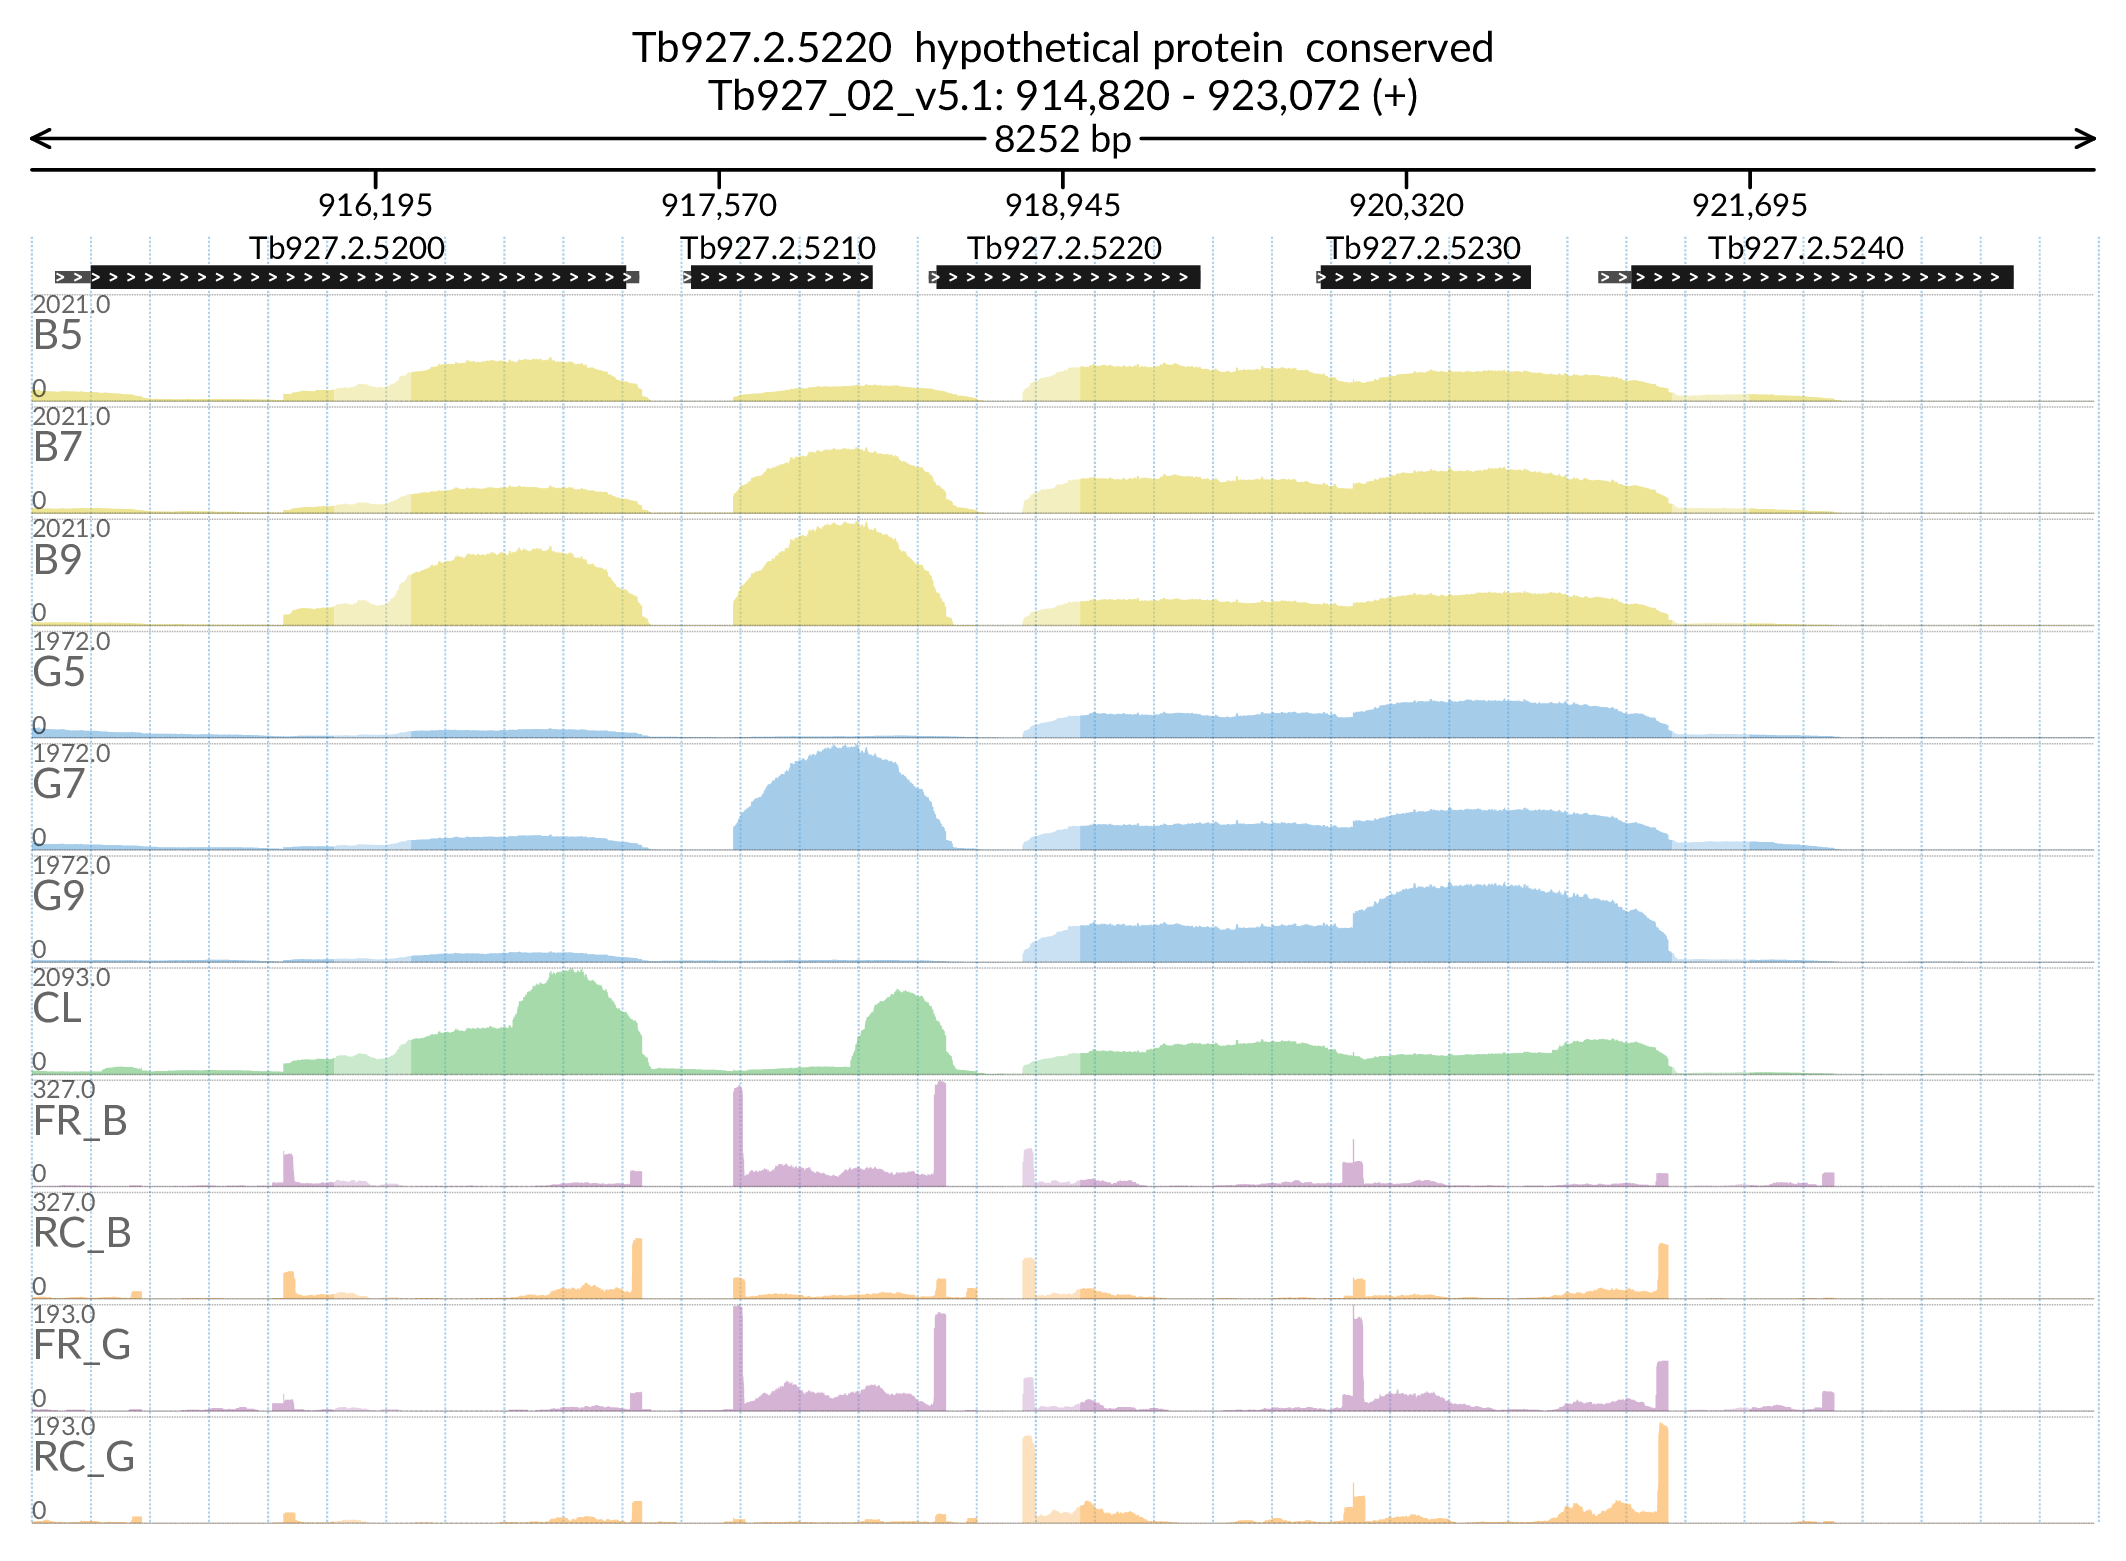 Tb927.2.5220 hypothetical protein conserved
Tb927_02_v5.1: 914,820 - 923,072 (+)
8252 bp
916,195 917,570 918,945 920,320 921,695
Tb927.2.5200 Tb927.2.5210 Tb927.2.5220 Tb927.2.5230 Tb927.2.5240
2021.0
B5
0
2021.0
B7
0
2021.0
B9
0
1972.0
G5
0
1972.0
G7
0
1972.0
G9
0
2093.0
CL
0
327.0
FR_B
0
327.0
RC_B
0
193.0
FR_G
0
193.0
RC_G
0